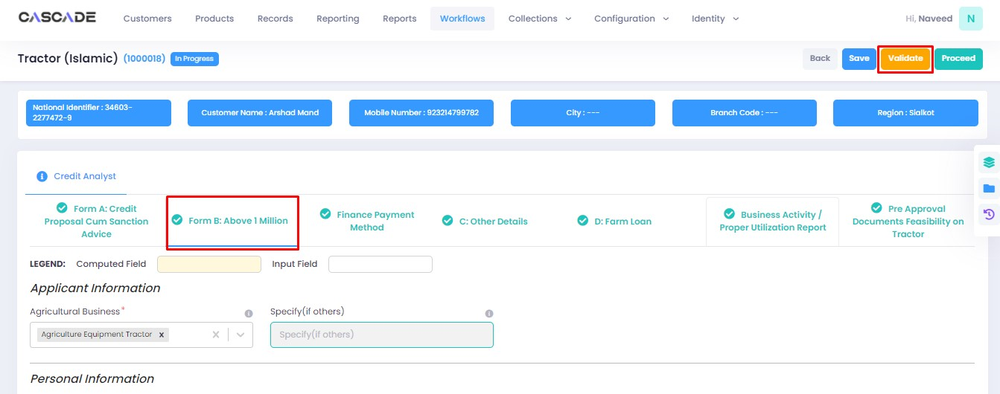 CASCADE
Customers Products Records Reporting Reports Workflows Collections Configuration Identity Hi, Naveed N
Tractor (Islamic) (1000018) In Progress Back Save Validate Proceed
National Identifier : 34603-
2277472-9
Customer Name : Arshad Mand
Mobile Number : 923214799782
City : ---
Branch Code : ---
Region : Sialkot
Credit Analyst
Form A: Credit
Proposal Cum Sanction
Advice
Form B: Above 1 Million
Finance Payment
Method
C: Other Details
D: Farm Loan
Business Activity /
Proper Utilization Report
Pre Approval
Documents Feasibility on
Tractor
LEGEND: Computed Field Input Field
Applicant Information
Agricultural Business* Specify(if others)
Agriculture Equipment Tractor x Specify(if others)
Personal Information